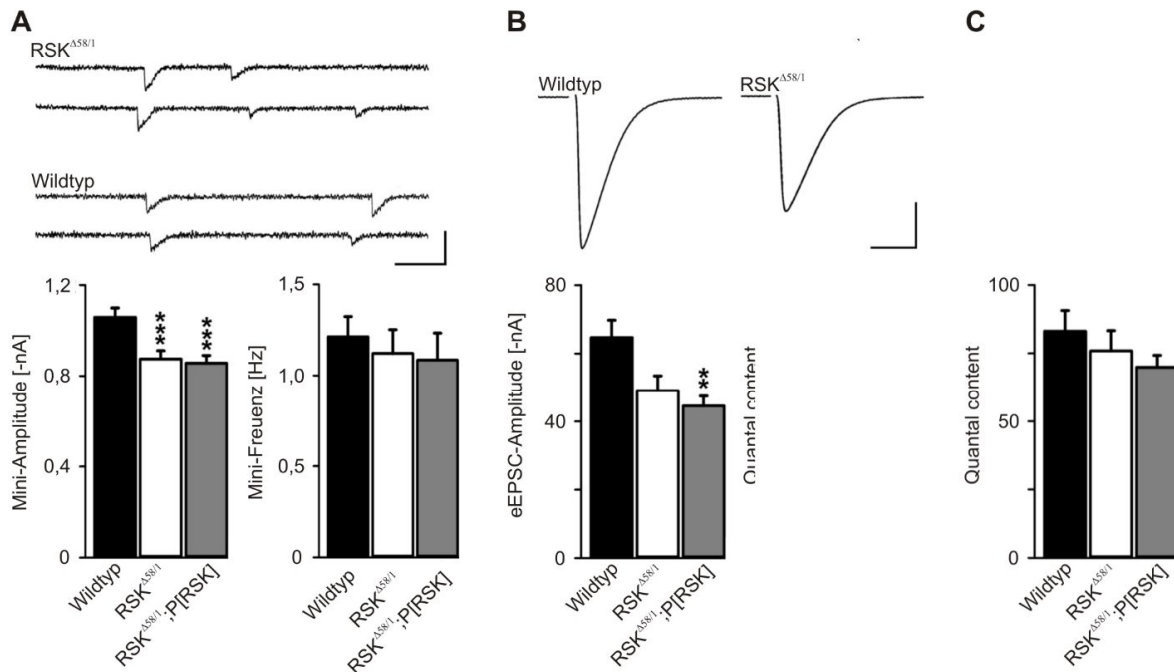 A
RSK^Δ58/1
Wildtyp
Mini-Amplitude [-nA]
1,2
0,8
0,4
0
***
***
Wildtyp
RSK^Δ58/1
RSK^Δ58/1;P[RSK]
Mini-Freuenz [Hz]
1,5
1,0
0,5
0
Wildtyp
RSK^Δ58/1
RSK^Δ58/1;P[RSK]
B
Wildtyp
RSK^Δ58/1
eEPSC-Amplitude [-nA]
80
40
0
**
Wildtyp
RSK^Δ58/1
RSK^Δ58/1;P[RSK]
Quantal content
C
Quantal content
100
50
0
Wildtyp
RSK^Δ58/1
RSK^Δ58/1;P[RSK]